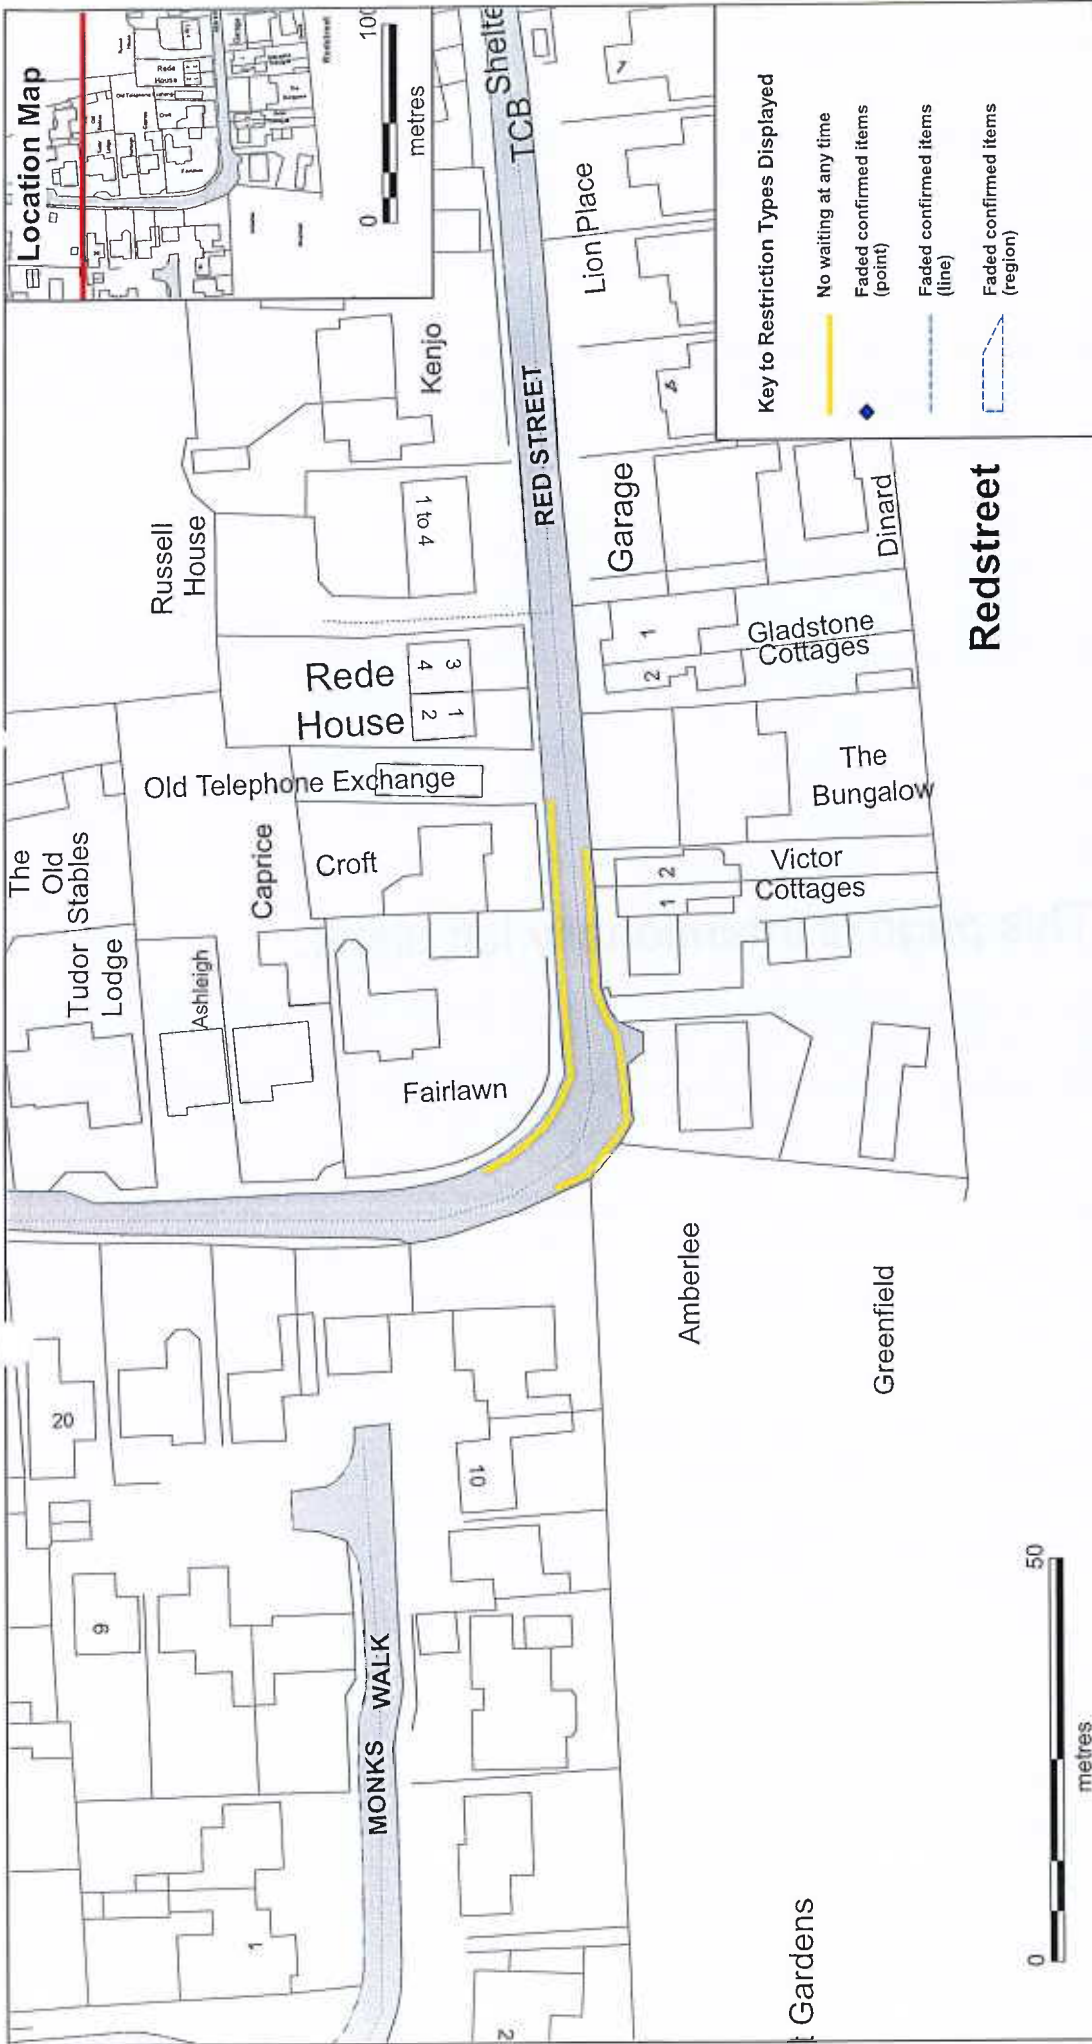 Location Map
Rede
House
Redstreet
0
100
metres
Shelte
TCB
Lion Place
Kenjo
RED STREET
Russell
House
1 to 4
Garage
Dinard
Redstreet
Rede
House
3
4
1
2
1
2
Gladstone
Cottages
Old Telephone Exchange
The
Bungalow
The
Old
Stables
Caprice
Croft
2
1
Victor
Cottages
Tudor
Lodge
Ashleigh
Fairlawn
Amberlee
Greenfield
20
10
9
MONKS WALK
1
2
t Gardens
0
50
metres
Key to Restriction Types Displayed
No waiting at any time
Faded confirmed items
(point)
Faded confirmed items
(line)
Faded confirmed items
(region)